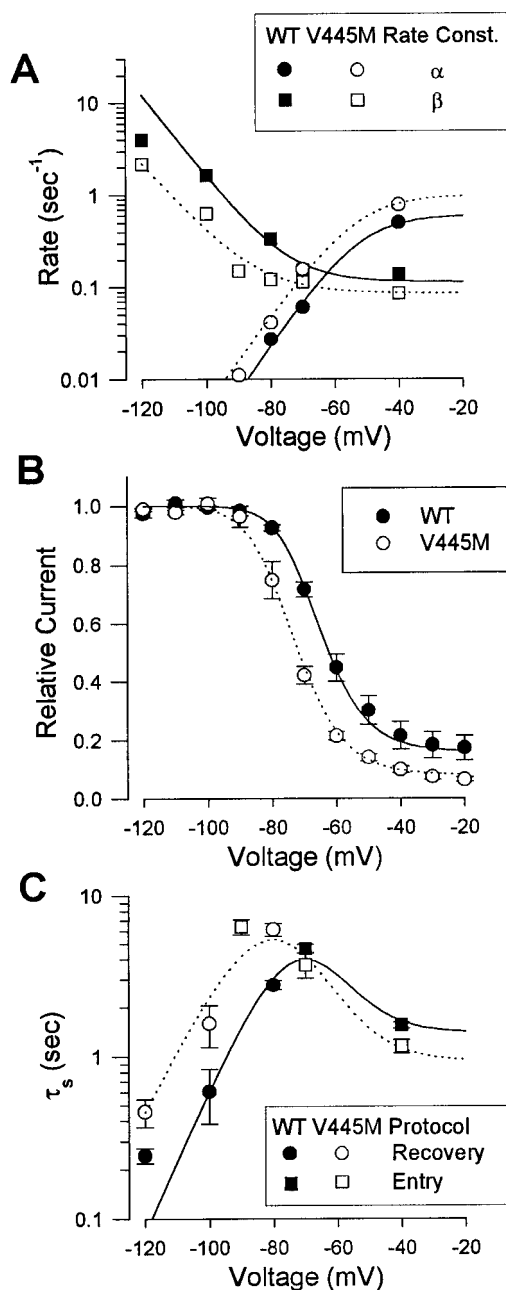 A
WT V445M Rate Const.
α
β
10
1
0.1
0.01
Rate (sec⁻¹)
-120 -100 -80 -60 -40 -20
Voltage (mV)
B
WT
V445M
1.0
0.8
0.6
0.4
0.2
0.0
Relative Current
-120 -100 -80 -60 -40 -20
Voltage (mV)
C
10
1
0.1
τs (sec)
WT V445M Protocol
Recovery
Entry
-120 -100 -80 -60 -40 -20
Voltage (mV)